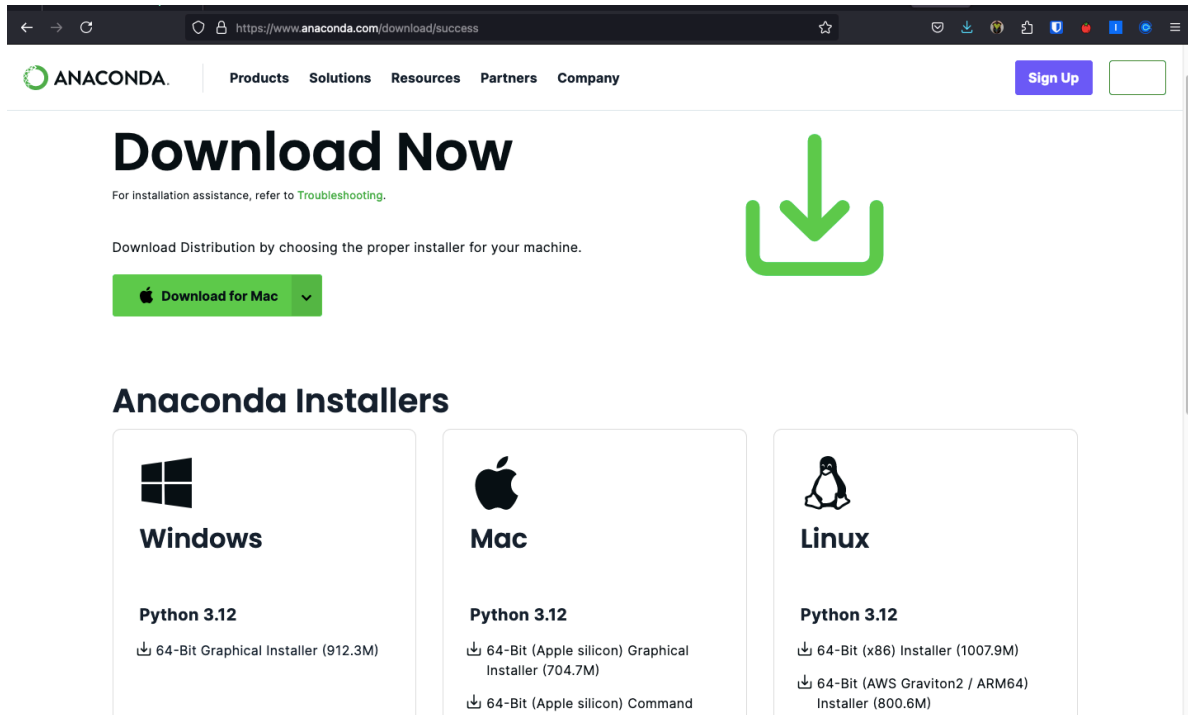 https://www.anaconda.com/download/success
ANACONDA.
Products Solutions Resources Partners Company
Sign Up
Download Now
For installation assistance, refer to Troubleshooting.
Download Distribution by choosing the proper installer for your machine.
Download for Mac
Anaconda Installers
Windows
Python 3.12
64-Bit Graphical Installer (912.3M)
Mac
Python 3.12
64-Bit (Apple silicon) Graphical
Installer (704.7M)
64-Bit (Apple silicon) Command
Linux
Python 3.12
64-Bit (x86) Installer (1007.9M)
64-Bit (AWS Graviton2 / ARM64)
Installer (800.6M)